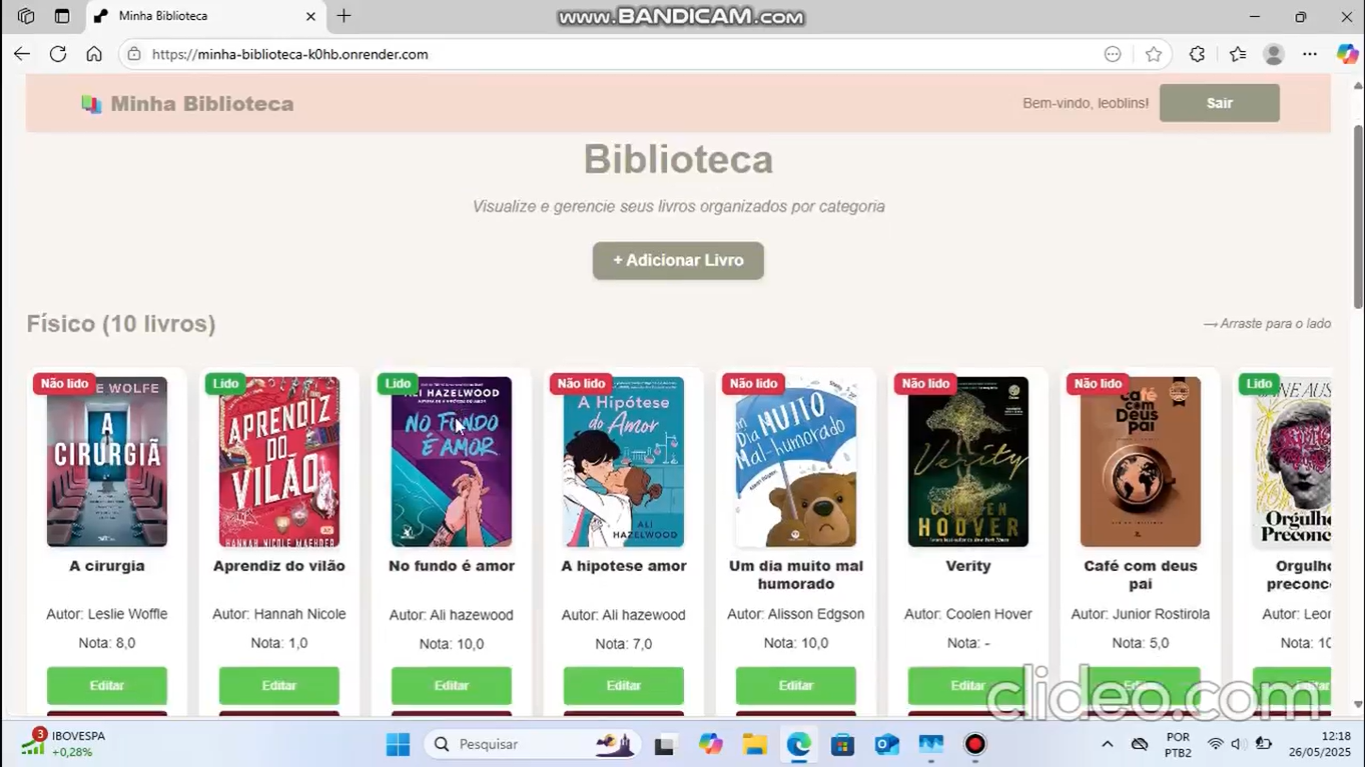 Minha Biblioteca
www.BANDICAM.com
https://minha-biblioteca-k0hb.onrender.com
Minha Biblioteca
Bem-vindo, leoblins!
Sair
Biblioteca
Visualize e gerencie seus livros organizados por categoria
+ Adicionar Livro
Físico (10 livros)
→ Arraste para o lado
Não lido
Lido
Lido
Não lido
Não lido
Não lido
Não lido
Lido
WOLFE
A
CIRURGIÃ
APRENDIZ
DO
VILÃO
HANNAH NICOLE MAEHRER
ALI HAZELWOOD
NO FUNDO
É AMOR
A Hipótese
do Amor
ALI
HAZELWOOD
Dia MUITO
Mal-humorado
Verity
COLLEEN
HOOVER
café
com
Deus
pai
ANE AUS
Orgulho
Preconc
A cirurgia
Aprendiz do vilão
No fundo é amor
A hipotese amor
Um dia muito mal
humorado
Verity
Café com deus
pai
Orgulho
preconc
Autor: Leslie Woffle
Autor: Hannah Nicole
Autor: Ali hazewood
Autor: Ali hazewood
Autor: Alisson Edgson
Autor: Coolen Hover
Autor: Junior Rostirola
Autor: Leor
Nota: 8,0
Nota: 1,0
Nota: 10,0
Nota: 7,0
Nota: 10,0
Nota: -
Nota: 5,0
Nota: 10
Editar
Editar
Editar
Editar
Editar
Editar
Editar
Editar
clideo.com
3
IBOVESPA
+0,28%
Pesquisar
POR
PTB2
12:18
26/05/2025